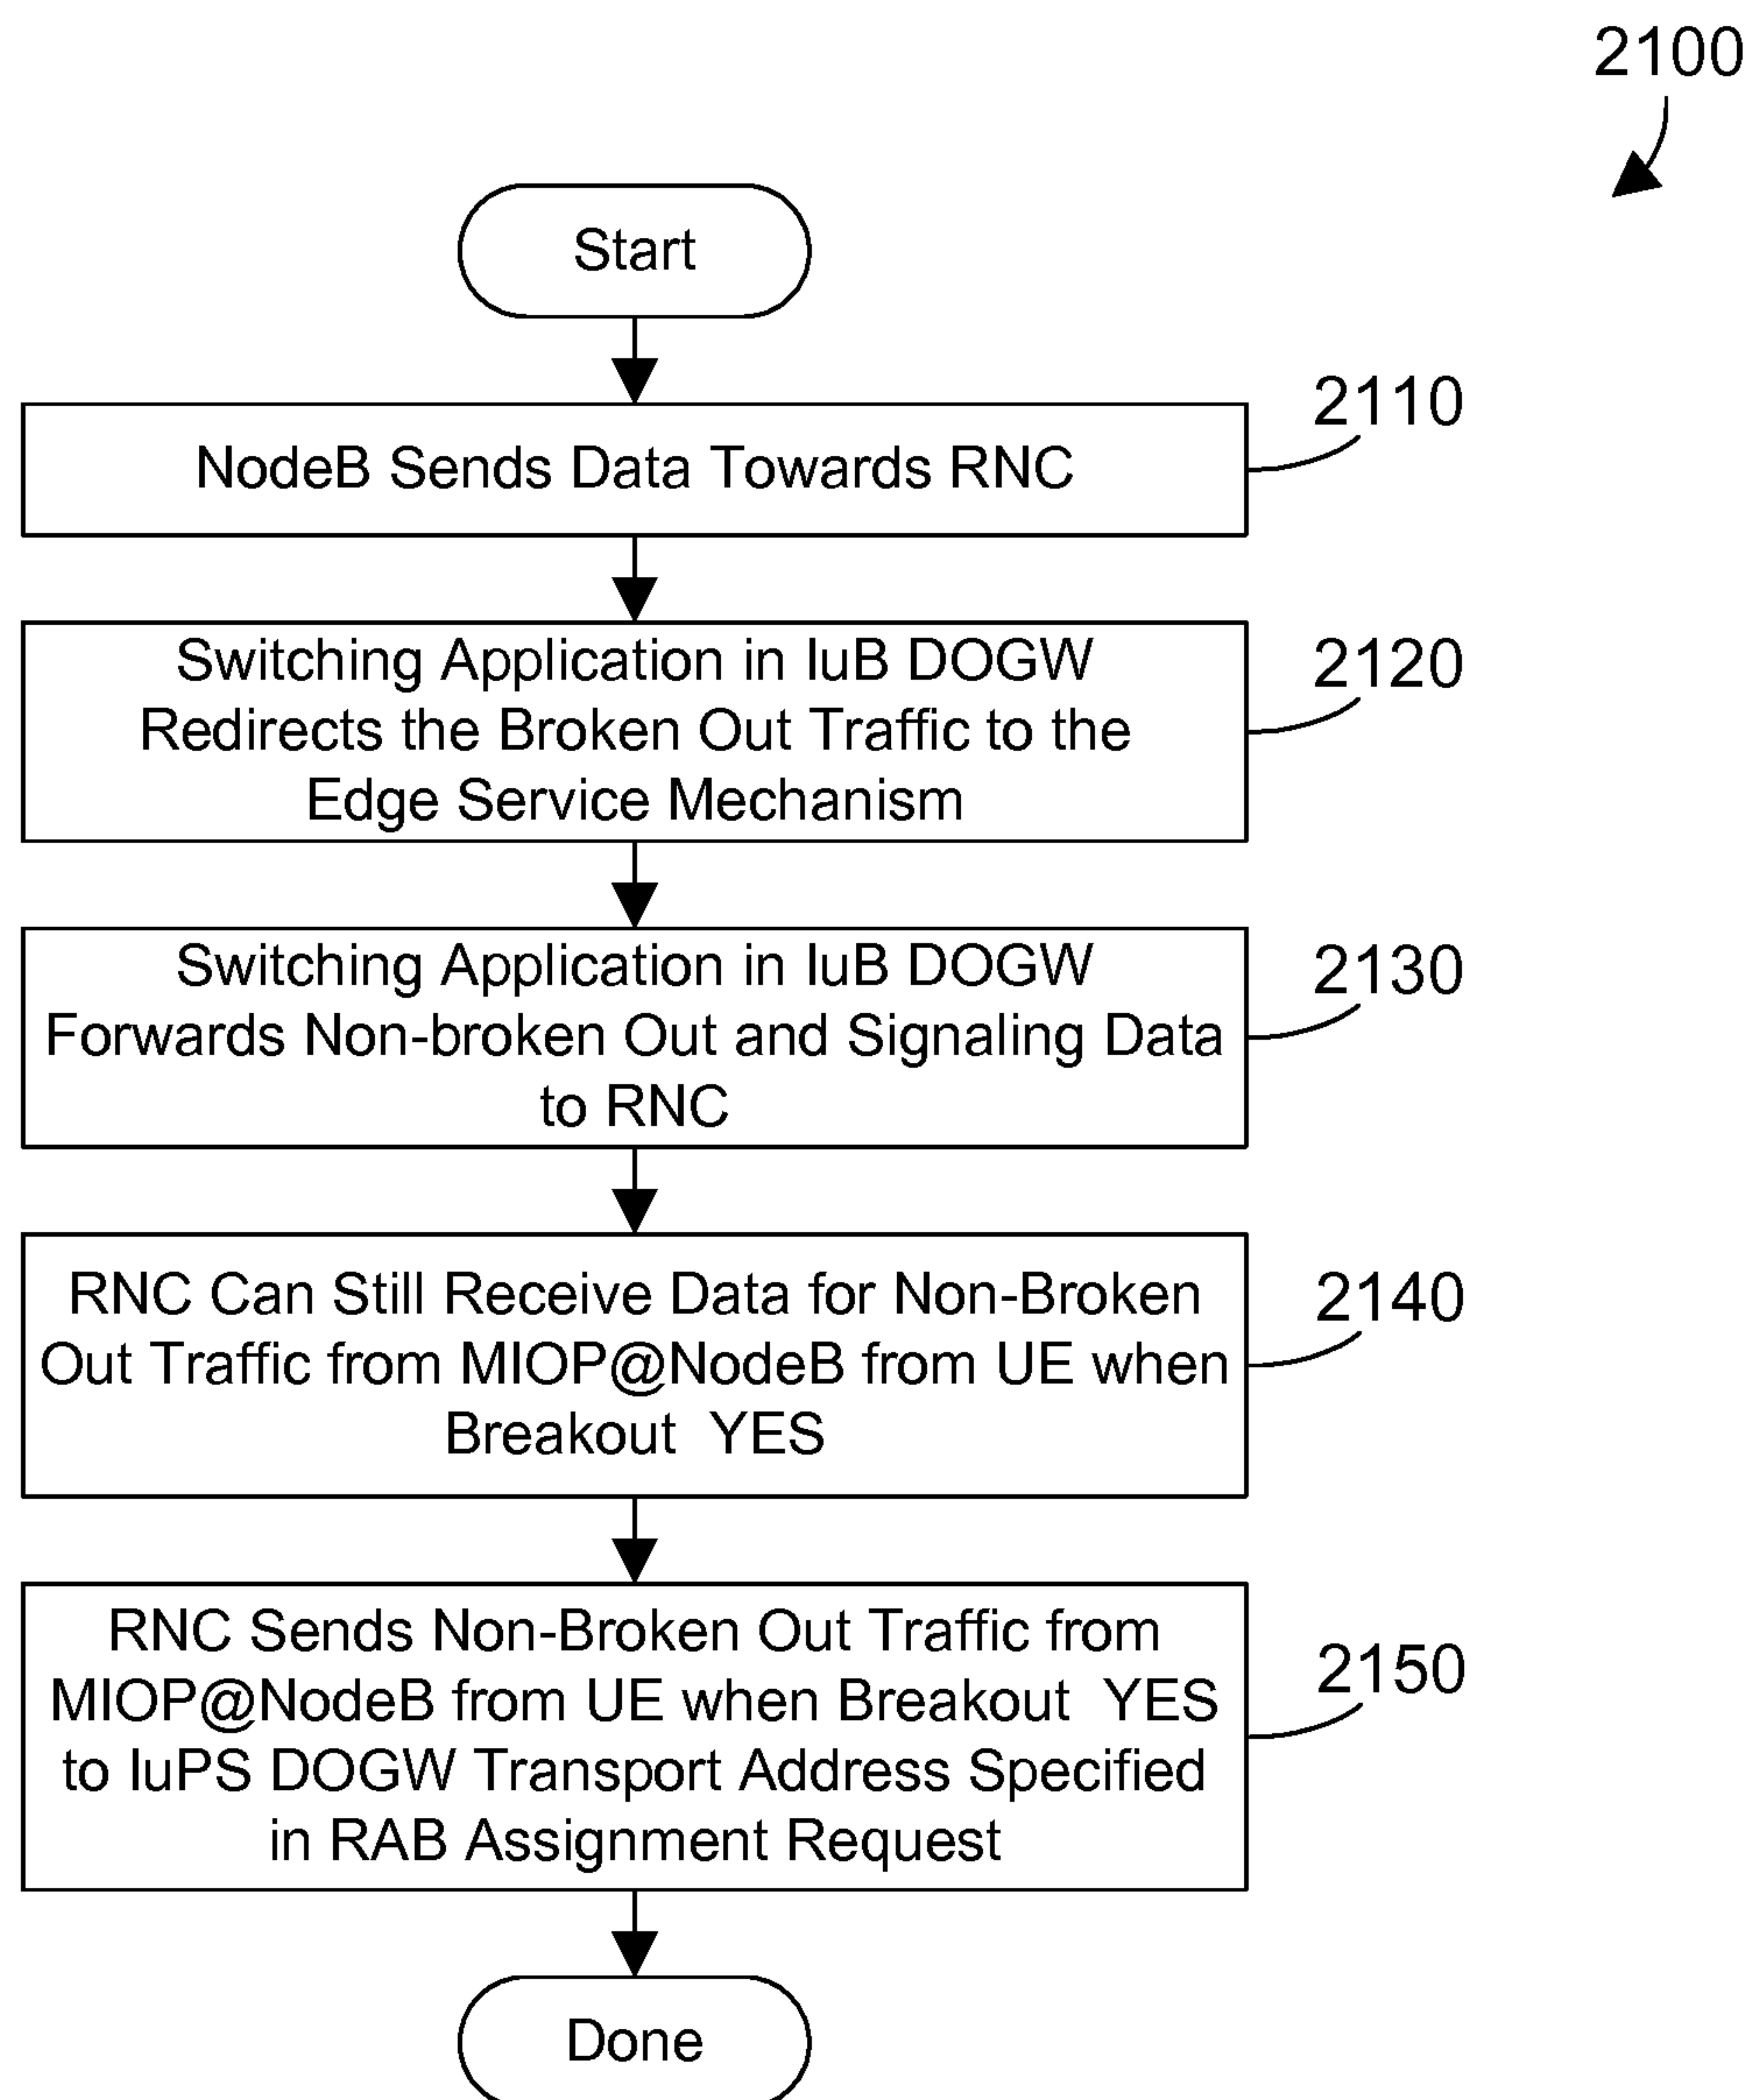 2100
Start
2110
NodeB Sends Data Towards RNC
2120
Switching Application in IuB DOGW
Redirects the Broken Out Traffic to the
Edge Service Mechanism
2130
Switching Application in IuB DOGW
Forwards Non-broken Out and Signaling Data
to RNC
2140
RNC Can Still Receive Data for Non-Broken
Out Traffic from MIOP@NodeB from UE when
Breakout YES
2150
RNC Sends Non-Broken Out Traffic from
MIOP@NodeB from UE when Breakout YES
to IuPS DOGW Transport Address Specified
in RAB Assignment Request
Done